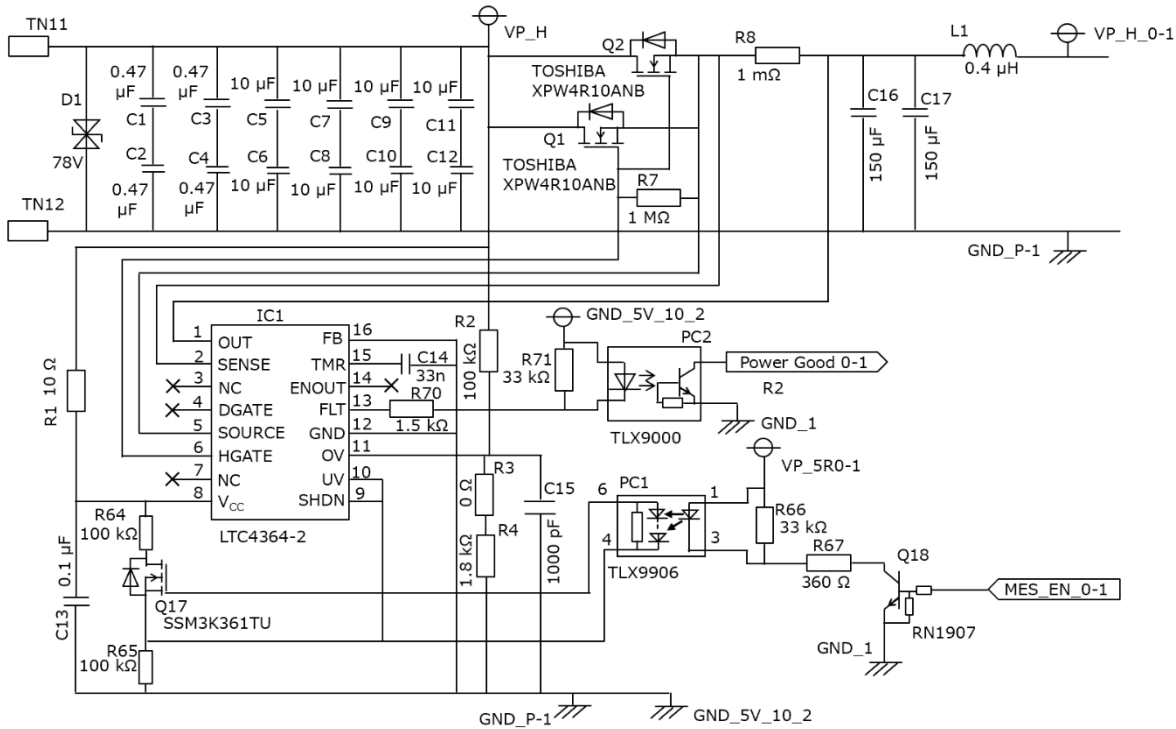 TN11
VP_H
Q2
R8
L1
VP_H_0-1
0.47
µF
0.47
µF
10 µF
10 µF
10 µF
10 µF
TOSHIBA
XPW4R10ANB
1 mΩ
0.4 µH
D1
C1
C3
C5
C7
C9
C11
C16
C17
Q1
78V
C2
C4
C6
C8
C10
C12
TOSHIBA
XPW4R10ANB
150 µF
150 µF
0.47
µF
0.47
µF
10 µF
10 µF
10 µF
10 µF
R7
1 MΩ
TN12
GND_P-1
IC1
GND_5V_10_2
1
OUT
FB
16
R2
PC2
2
SENSE
TMR
15
C14
33n
100 kΩ
R71
33 kΩ
Power Good 0-1
R1 10 Ω
3
NC
ENOUT
14
R2
4
DGATE
FLT
13
R70
1.5 kΩ
5
SOURCE
GND
12
GND_1
6
HGATE
OV
11
TLX9000
7
NC
UV
10
R3
0 Ω
VP_5R0-1
8
VCC
SHDN
9
C15
1000 pF
6
PC1
1
LTC4364-2
R64
100 kΩ
R4
1.8 kΩ
4
3
R66
33 kΩ
TLX9906
R67
360 Ω
Q18
0.1 µF
C13
Q17
SSM3K361TU
MES_EN_0-1
RN1907
R65
100 kΩ
GND_1
GND_P-1
GND_5V_10_2